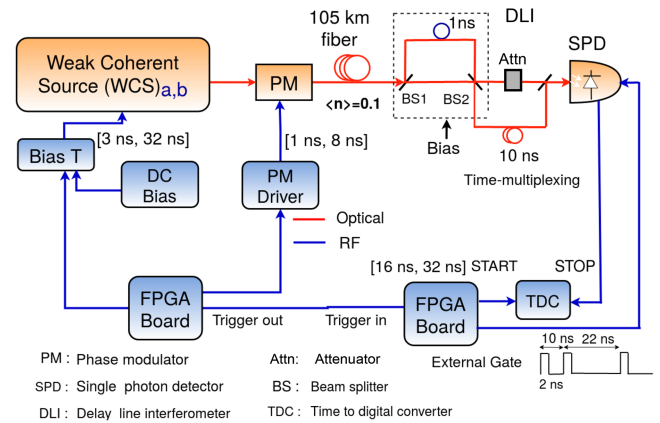 105 km
fiber
1ns
DLI
SPD
Weak Coherent
Source (WCS)a,b
PM
<n>=0.1
BS1
BS2
Attn
Bias
10 ns
Time-multiplexing
[3 ns, 32 ns]
[1 ns, 8 ns]
Bias T
DC
Bias
PM
Driver
Optical
RF
[16 ns, 32 ns]
START
STOP
FPGA
Board
Trigger out
Trigger in
FPGA
Board
TDC
External Gate
10 ns
22 ns
2 ns
PM : Phase modulator
Attn: Attenuator
SPD : Single photon detector
BS : Beam splitter
DLI : Delay line interferometer
TDC : Time to digital converter